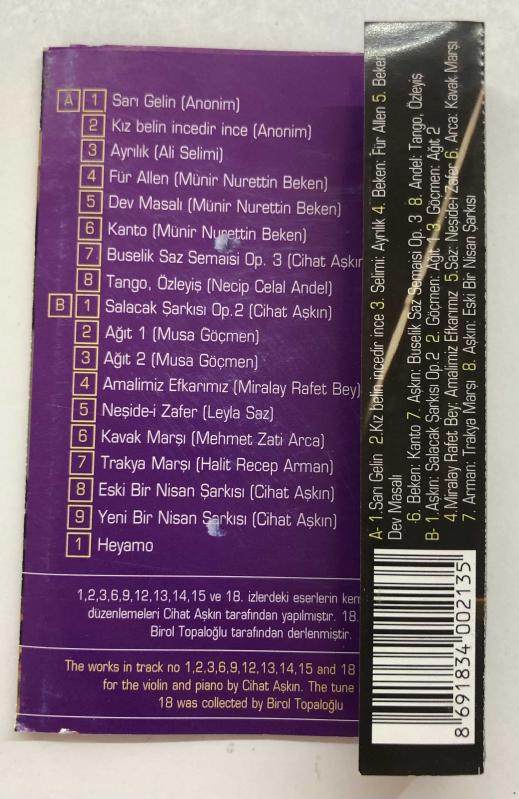 A 1 Sarı Gelin (Anonim)
2 Kız belin incedir ince (Anonim)
3 Ayrılık (Ali Selimi)
4 Für Allen (Münir Nurettin Beken)
5 Dev Masalı (Münir Nurettin Beken)
6 Kanto (Münir Nurettin Beken)
7 Buselik Saz Semaisi Op. 3 (Cihat Aşkın
8 Tango, Özleyiş (Necip Celal Andel)
B 1 Salacak Şarkısı Op.2 (Cihat Aşkın)
2 Ağıt 1 (Musa Göçmen)
3 Ağıt 2 (Musa Göçmen)
4 Amalimiz Efkarımız (Miralay Rafet Bey)
5 Neşide-i Zafer (Leyla Saz)
6 Kavak Marşı (Mehmet Zati Arca)
7 Trakya Marşı (Halit Recep Arman)
8 Eski Bir Nisan Şarkısı (Cihat Aşkın)
9 Yeni Bir Nisan Şarkısı (Cihat Aşkın)
1 Heyamo
1,2,3,6,9,12,13,14,15 ve 18. izlerdeki eserlerin kem
düzenlemeleri Cihat Aşkın tarafından yapılmıştır. 18.
Birol Topaloğlu tarafından derlenmiştir.
The works in track no 1,2,3,6,9,12,13,14,15 and 18
for the violin and piano by Cihat Aşkın. The tune
18 was collected by Birol Topaloğlu
A- 1.Sarı Gelin 2.Kız belin incedir ince 3. Selimi: Ayrılık 4. Beken: Für Allen 5. Beken:
Dev Masalı
6. Beken: Kanto 7. Aşkın: Buselik Saz Semaisi Op. 3 8. Andel: Tango, Özleyiş
B- 1.Aşkın: Salacak Şarkısı Op.2 2. Göçmen: Ağıt 1 3. Göçmen: Ağıt 2
4.Miralay Rafet Bey: Amalimiz Efkarımız 5.Saz: Neşide-i Zafer 6. Arca: Kavak Marşı
7. Arman: Trakya Marşı 8. Aşkın: Eski Bir Nisan Şarkısı
8 691834 002135